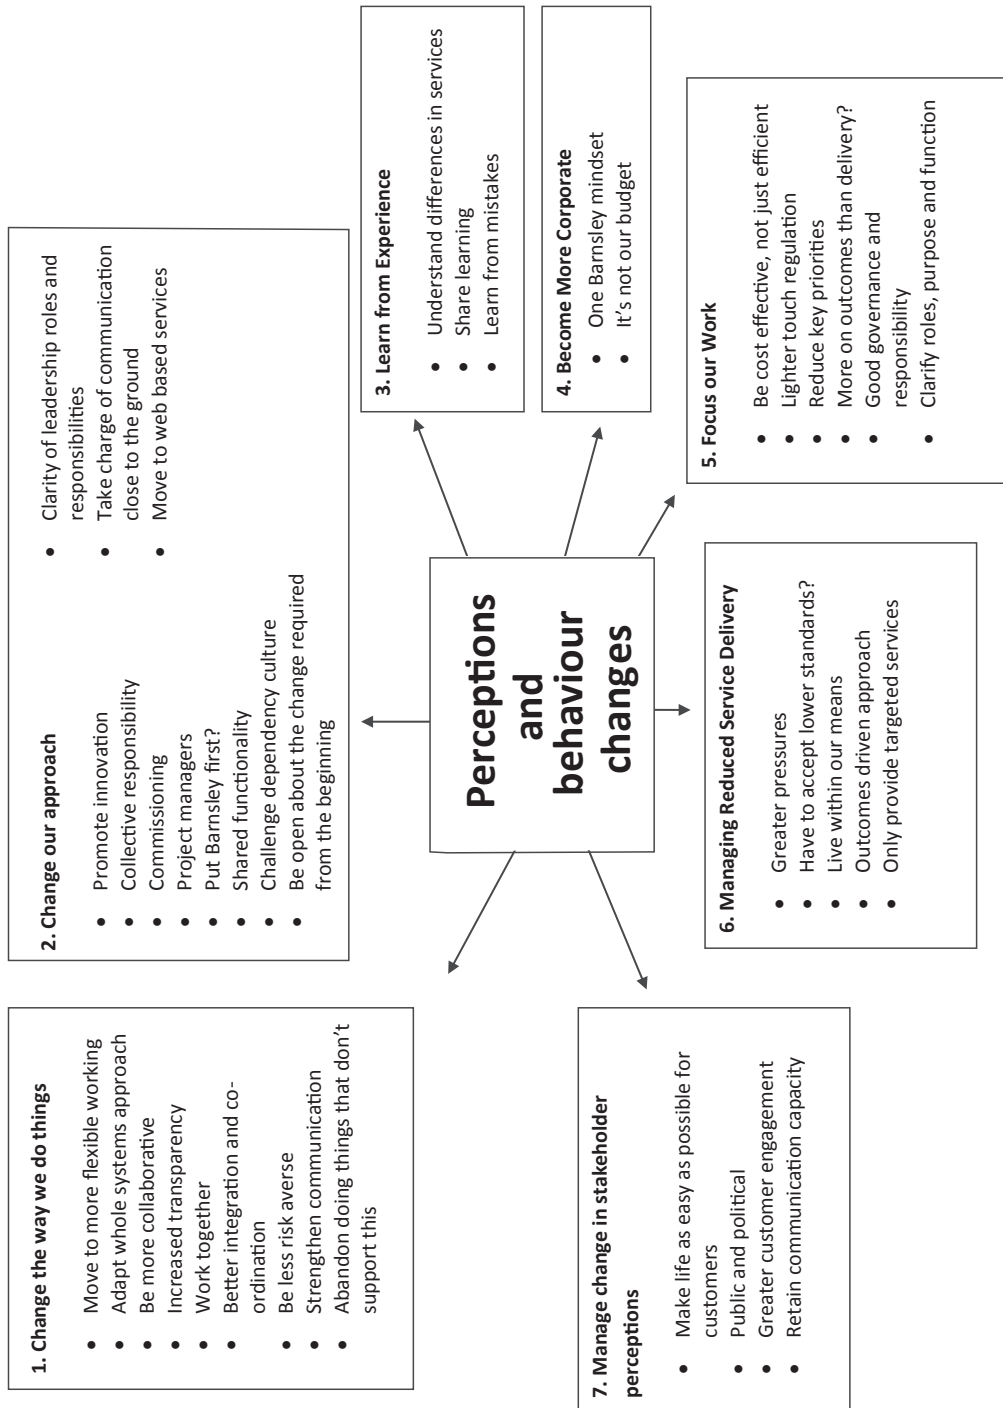 1. Change the way we do things
• Move to more flexible working
• Adapt whole systems approach
• Be more collaborative
• Increased transparency
• Work together
• Better integration and co-
ordination
• Be less risk averse
• Strengthen communication
• Abandon doing things that don't
support this
2. Change our approach
• Promote innovation
• Collective responsibility
• Commissioning
• Project managers
• Put Barnsley first?
• Shared functionality
• Challenge dependency culture
• Be open about the change required
from the beginning
• Clarity of leadership roles and
responsibilities
• Take charge of communication
close to the ground
• Move to web based services
3. Learn from Experience
• Understand differences in services
• Share learning
• Learn from mistakes
Perceptions
and
behaviour
changes
4. Become More Corporate
• One Barnsley mindset
• It's not our budget
5. Focus our Work
• Be cost effective, not just efficient
• Lighter touch regulation
• Reduce key priorities
• More on outcomes than delivery?
• Good governance and
responsibility
• Clarify roles, purpose and function
6. Managing Reduced Service Delivery
• Greater pressures
• Have to accept lower standards?
• Live within our means
• Outcomes driven approach
• Only provide targeted services
7. Manage change in stakeholder
perceptions
• Make life as easy as possible for
customers
• Public and political
• Greater customer engagement
• Retain communication capacity